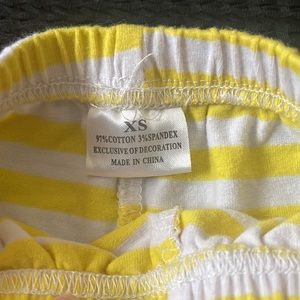 XS
97%COTTON 3%SPANDEX
EXCLUSIVE OF DECORATION
MADE IN CHINA